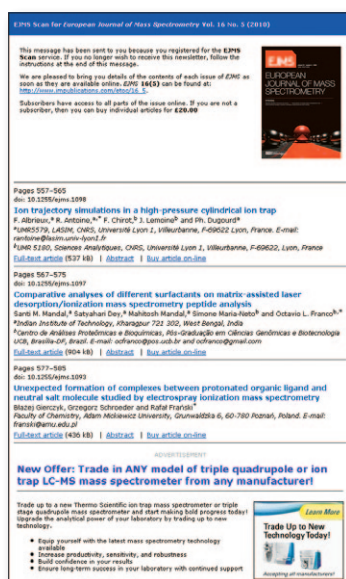 EJMS Scan for European Journal of Mass Spectrometry Vol. 16 No. 5 (2010)
This message has been sent to you because you registered for the EJMS
Scan service. If you no longer wish to receive this newsletter, follow the
instructions at the end of this message.
We are pleased to bring you details of the contents of each issue of EJMS as
soon as they are available online. EJMS 16(5) can be found at:
http://www.impublications.com/etoc/16_5.
Subscribers have access to all parts of the issue online. If you are not a
subscriber, then you can buy individual articles for £20.00
EJMS
EUROPEAN
JOURNAL OF
MASS
SPECTROMETRY
Pages 557–565
doi: 10.1255/ejms.1098
Ion trajectory simulations in a high-pressure cylindrical ion trap
F. Albrieux,a R. Antoine,a,* F. Chirot,b J. Lemoineb and Ph. Dugourda
aUMR5579, LASIM, CNRS, Université Lyon 1, Villeurbanne, F-69622 Lyon, France. E-mail:
rantoine@lasim.univ-lyon1.fr
bUMR 5180, Sciences Analytiques, CNRS, Université Lyon 1, Villeurbanne, F-69622, Lyon, France
Full-text article (537 kB) | Abstract | Buy article on-line
Pages 567–575
doi: 10.1255/ejms.1097
Comparative analyses of different surfactants on matrix-assisted laser
desorption/ionization mass spectrometry peptide analysis
Santi M. Mandal,a Satyahari Dey,a Mahitosh Mandal,a Simone Maria-Netob and Octavio L. Francob,*
aIndian Institute of Technology, Kharagpur 721 302, West Bengal, India
bCentro de Análises Proteômicas e Bioquímicas, Pós-Graduação em Ciências Genômicas e Biotecnologia
UCB, Brasília-DF, Brazil. E-mail: ocfranco@pos.ucb.br and ocfranco@gmail.com
Full-text article (904 kB) | Abstract | Buy article on-line
Pages 577–585
doi: 10.1255/ejms.1093
Unexpected formation of complexes between protonated organic ligand and
neutral salt molecule studied by electrospray ionization mass spectrometry
Błażej Gierczyk, Grzegorz Schroeder and Rafał Frański*
Faculty of Chemistry, Adam Mickiewicz University, Grunwaldzka 6, 60-780 Poznań, Poland. E-mail:
franski@amu.edu.pl
Full-text article (436 kB) | Abstract | Buy article on-line
ADVERTISEMENT
New Offer: Trade in ANY model of triple quadrupole or ion
trap LC-MS mass spectrometer from any manufacturer!
Trade up to a new Thermo Scientific ion trap mass spectrometer or triple
stage quadrupole mass spectrometer and start making bold progress today!
Upgrade the analytical power of your laboratory by trading up to new
technology.
• Equip yourself with the latest mass spectrometry technology
available
• Increase productivity, sensitivity, and robustness
• Build confidence in your results
• Ensure long-term success in your laboratory with continued support
Learn More
Trade Up to New
Technology Today!
Accepting all manufacturers!